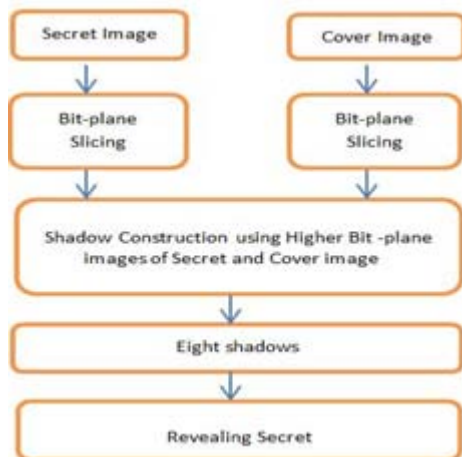 Secret Image
Cover Image
Bit-plane
Slicing
Bit-plane
Slicing
Shadow Construction using Higher Bit -plane
images of Secret and Cover image
Eight shadows
Revealing Secret